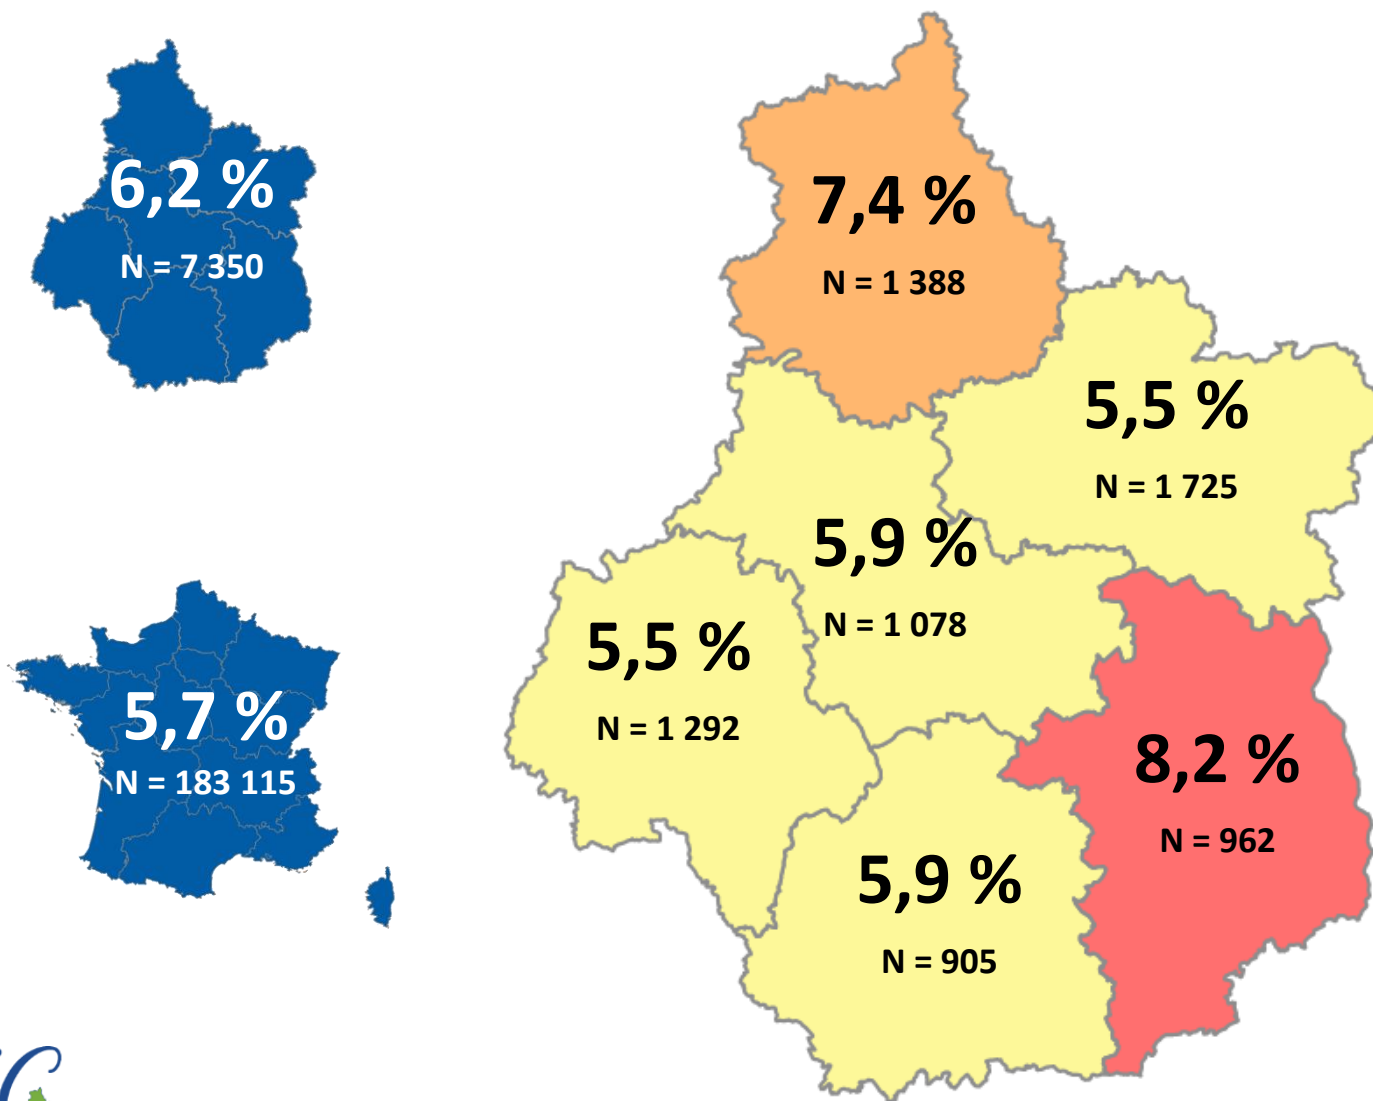 6,2 %
N = 7 350
5,7 %
N = 183 115
7,4 %
N = 1 388
5,5 %
N = 1 725
5,9 %
N = 1 078
5,5 %
N = 1 292
8,2 %
N = 962
5,9 %
N = 905